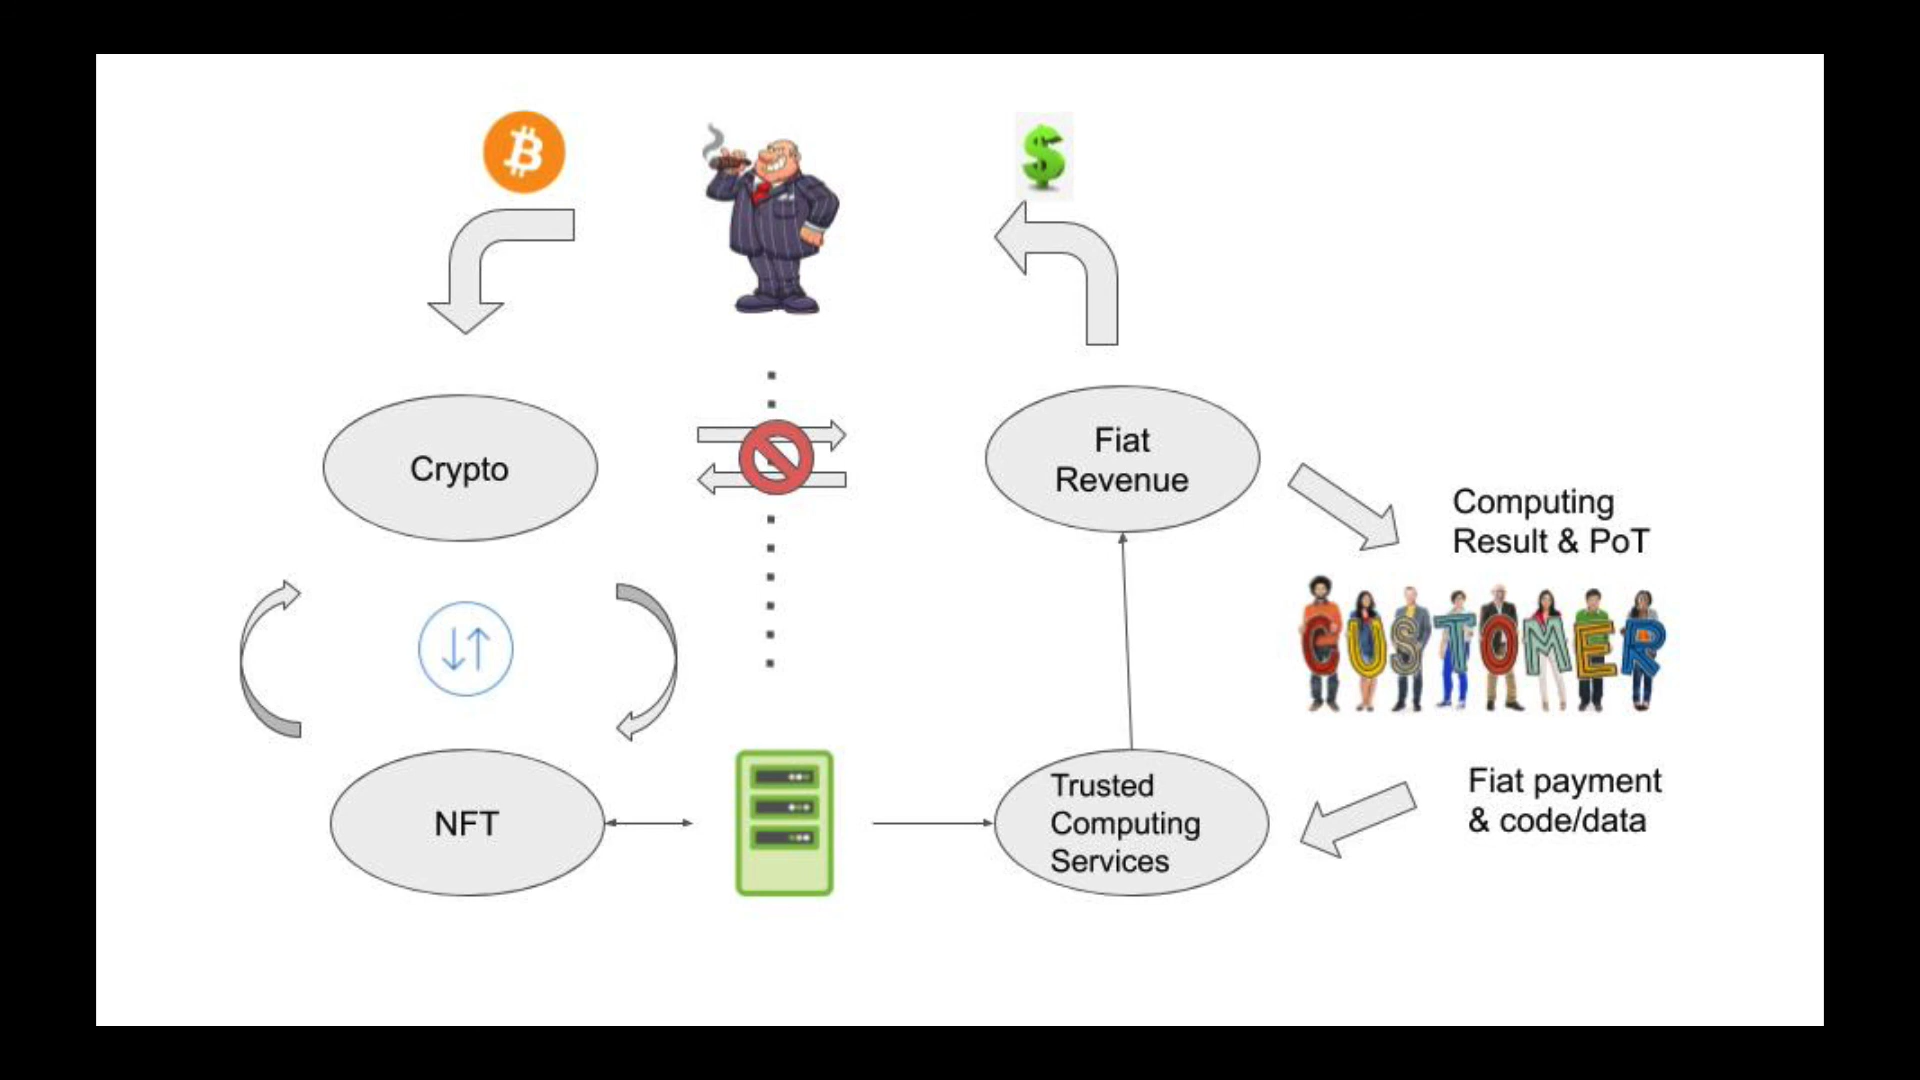 Crypto
Fiat
Revenue
Computing
Result & PoT
CUSTOMER
NFT
Trusted
Computing
Services
Fiat payment
& code/data